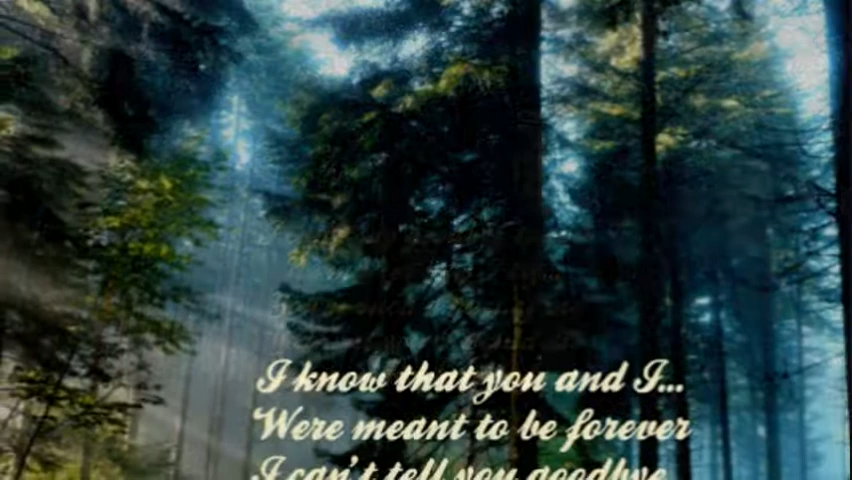 I know that you and I...
Were meant to be forever
I can't tell you goodbye